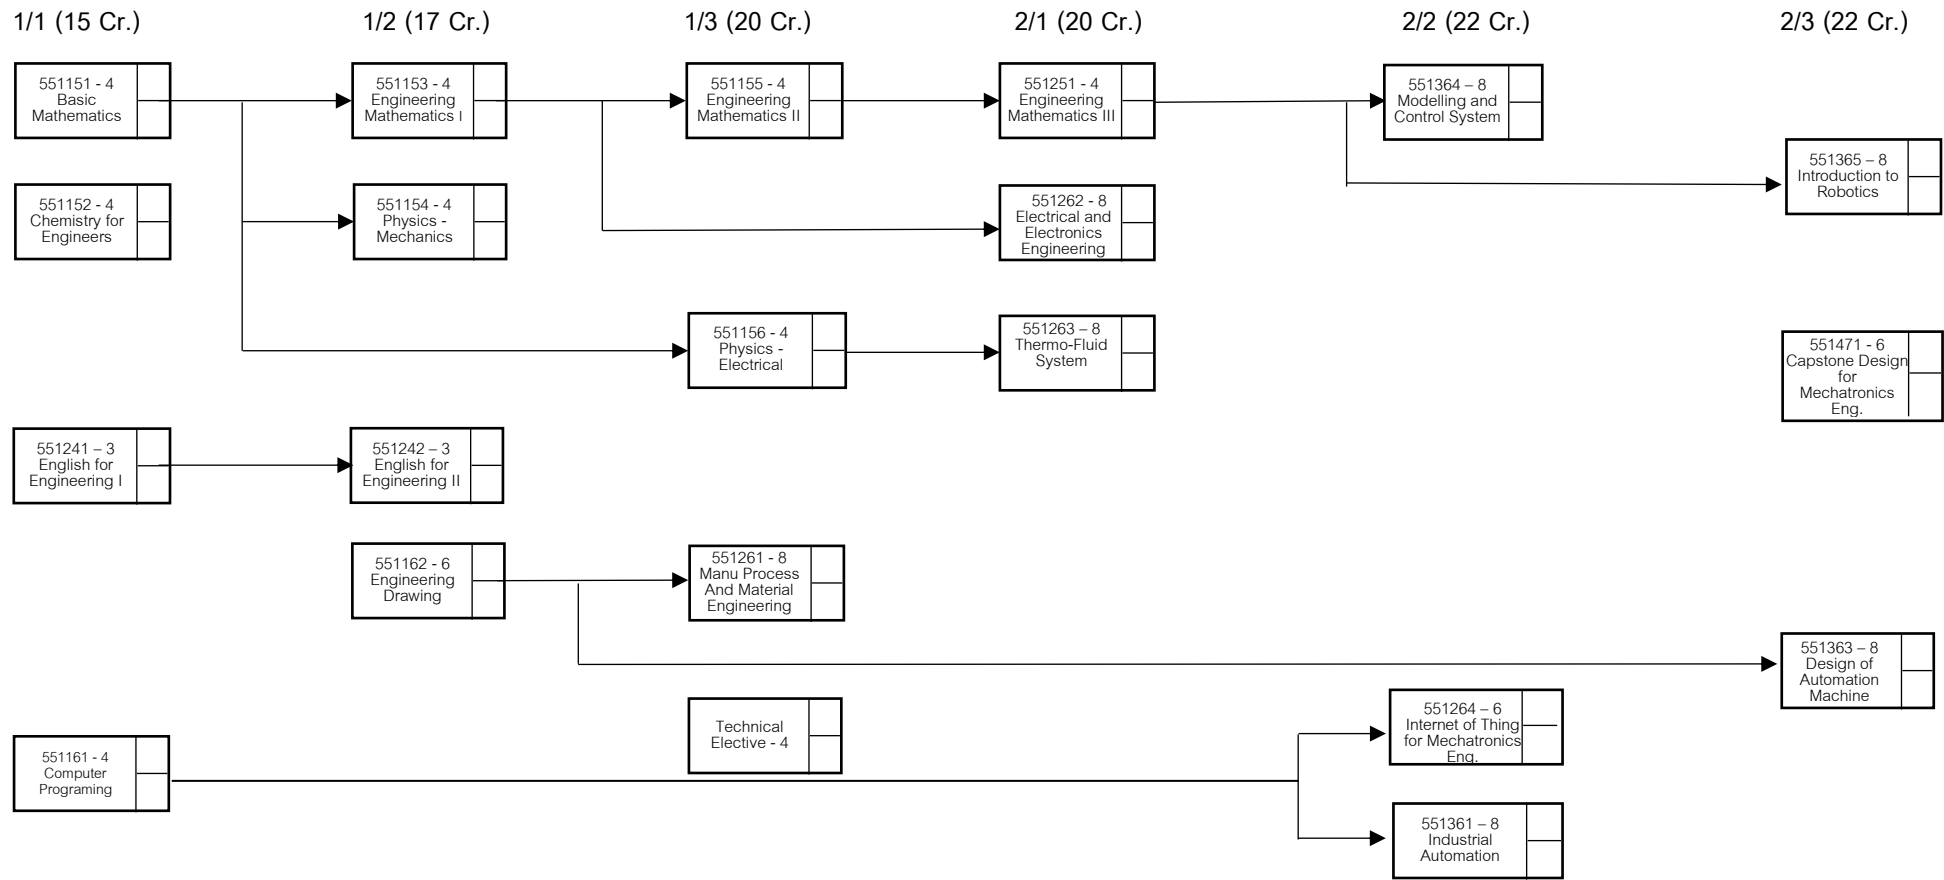 1/1 (15 Cr.)
1/2 (17 Cr.)
1/3 (20 Cr.)
2/1 (20 Cr.)
2/2 (22 Cr.)
2/3 (22 Cr.)
551151 - 4
Basic
Mathematics
551153 - 4
Engineering
Mathematics I
551155 - 4
Engineering
Mathematics II
551251 - 4
Engineering
Mathematics III
551364 – 8
Modelling and
Control System
551365 – 8
Introduction to
Robotics
551152 - 4
Chemistry for
Engineers
551154 - 4
Physics -
Mechanics
551262 - 8
Electrical and
Electronics
Engineering
551156 - 4
Physics -
Electrical
551263 – 8
Thermo-Fluid
System
551471 - 6
Capstone Design
for
Mechatronics
Eng.
551241 – 3
English for
Engineering I
551242 – 3
English for
Engineering II
551162 - 6
Engineering
Drawing
551261 - 8
Manu Process
And Material
Engineering
551363 – 8
Design of
Automation
Machine
Technical
Elective - 4
551264 – 6
Internet of Thing
for Mechatronics
Eng.
551161 - 4
Computer
Programing
551361 – 8
Industrial
Automation